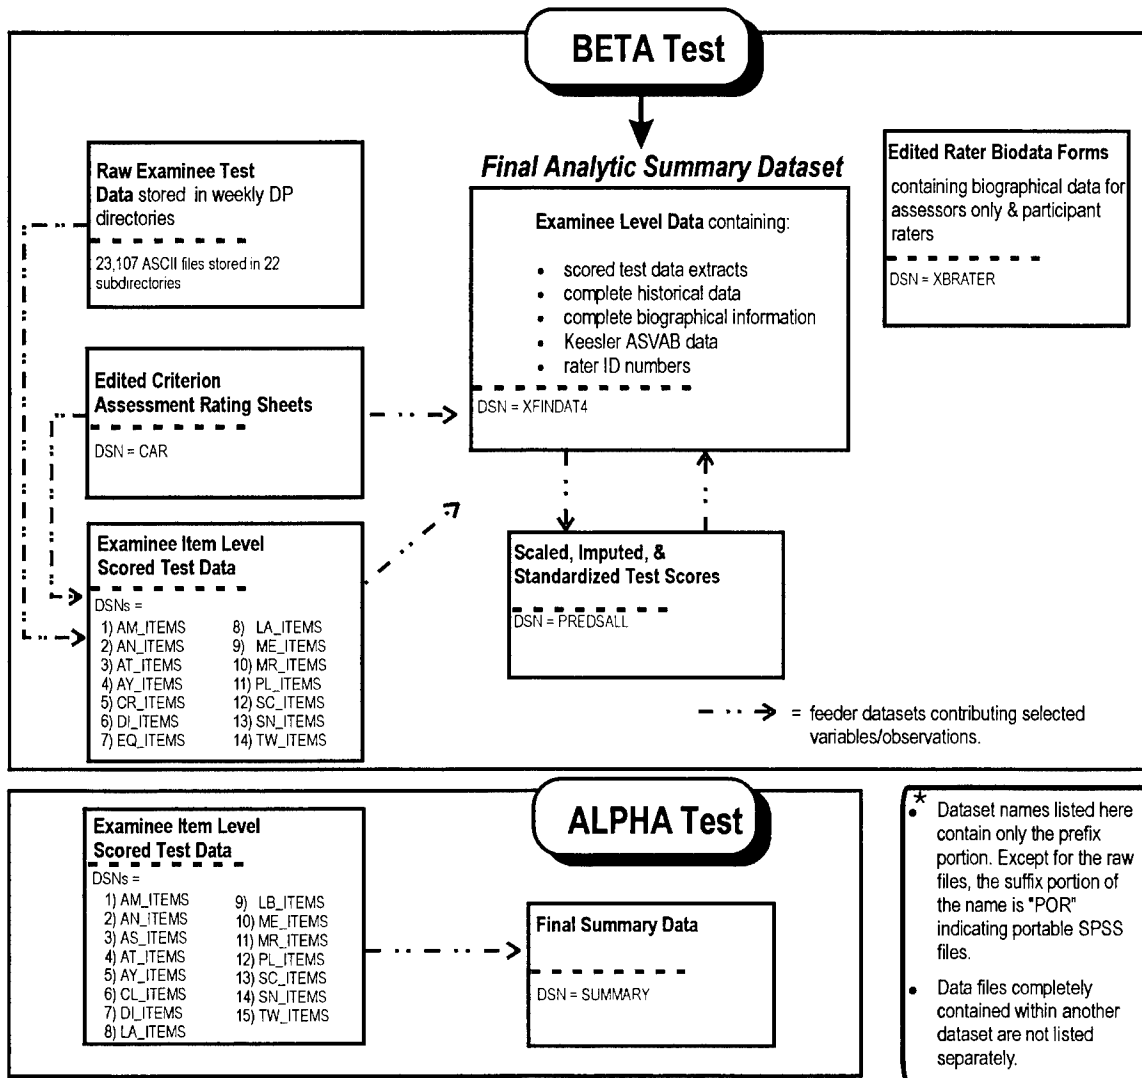 BETA Test
Raw Examinee Test
Data stored in weekly DP
directories
23,107 ASCII files stored in 22
subdirectories
Edited Criterion
Assessment Rating Sheets
DSN = CAR
Examinee Item Level
Scored Test Data
DSNs =
1) AM_ITEMS
2) AN_ITEMS
3) AT_ITEMS
4) AY_ITEMS
5) CR_ITEMS
6) DI_ITEMS
7) EQ_ITEMS
8) LA_ITEMS
9) ME_ITEMS
10) MR_ITEMS
11) PL_ITEMS
12) SC_ITEMS
13) SN_ITEMS
14) TW_ITEMS
Final Analytic Summary Dataset
Examinee Level Data containing:
• scored test data extracts
• complete historical data
• complete biographical information
• Keesler ASVAB data
• rater ID numbers
DSN = XFINDAT4
Scaled, Imputed, &
Standardized Test Scores
DSN = PREDSALL
Edited Rater Biodata Forms
containing biographical data for
assessors only & participant
raters
DSN = XBRATER
= feeder datasets contributing selected
variables/observations.
ALPHA Test
Examinee Item Level
Scored Test Data
DSNs =
1) AM_ITEMS
2) AN_ITEMS
3) AS_ITEMS
4) AT_ITEMS
5) AY_ITEMS
6) CL_ITEMS
7) DI_ITEMS
8) LA_ITEMS
9) LB_ITEMS
10) ME_ITEMS
11) MR_ITEMS
12) PL_ITEMS
13) SC_ITEMS
14) SN_ITEMS
15) TW_ITEMS
Final Summary Data
DSN = SUMMARY
*
• Dataset names listed here
contain only the prefix
portion. Except for the raw
files, the suffix portion of
the name is "POR"
indicating portable SPSS
files.
• Data files completely
contained within another
dataset are not listed
separately.